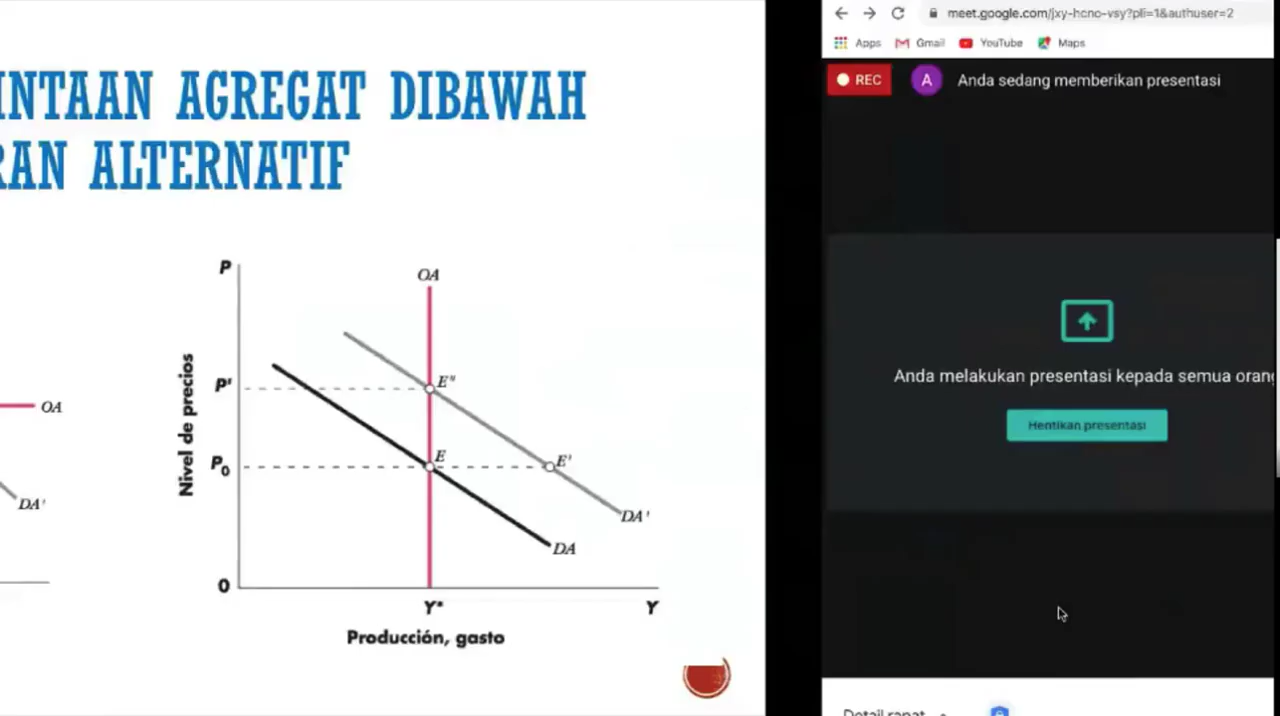 INTAAN AGREGAT DIBAWAH
RAN ALTERNATIF
OA
DA'
P
OA
P'
E"
P0
E
E'
DA'
DA
0
Y*
Y
Nivel de precios
Producción, gasto
meet.google.com/jxy-hcno-vsy?pli=1&authuser=2
Apps Gmail YouTube Maps
REC A Anda sedang memberikan presentasi
Anda melakukan presentasi kepada semua orang
Hentikan presentasi
Detail rapat